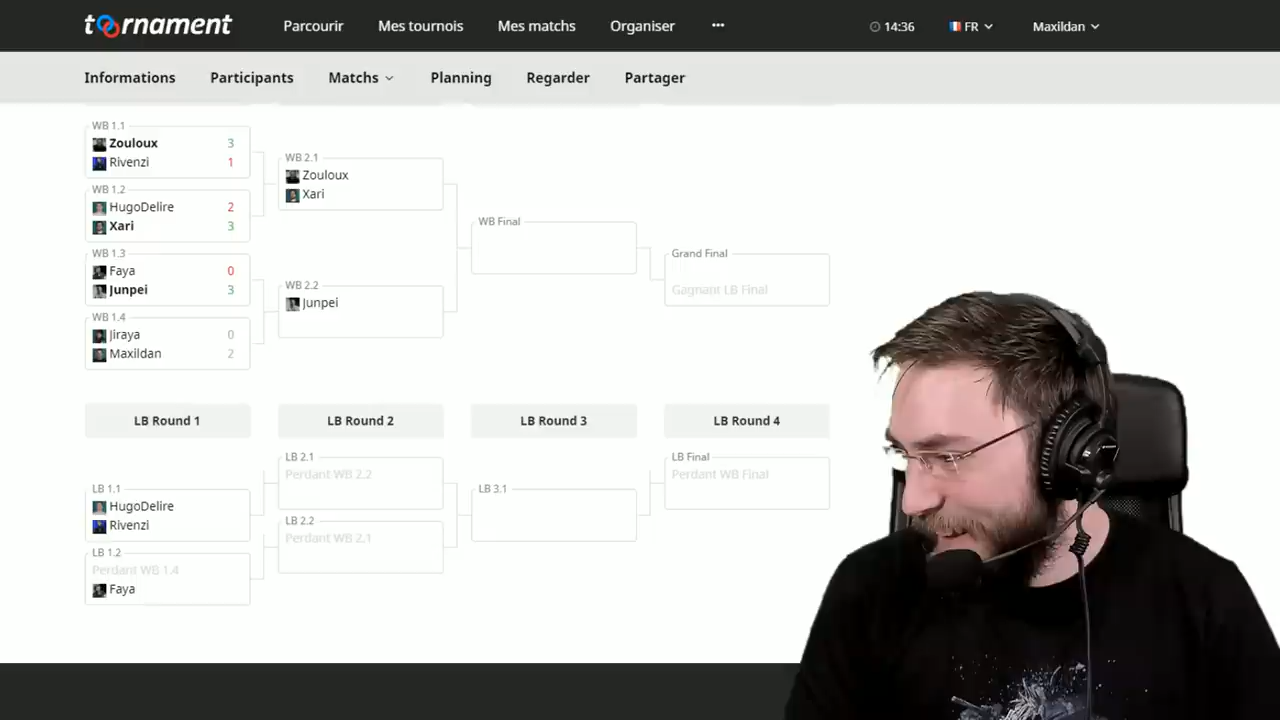 toornament
Parcourir
Mes tournois
Mes matchs
Organiser
···
14:36
FR
Maxildan
Informations
Participants
Matchs
Planning
Regarder
Partager
WB 1.1
Zouloux 3
Rivenzi 1
WB 1.2
HugoDelire 2
Xari 3
WB 1.3
Faya 0
Junpei 3
WB 1.4
Jiraya 0
Maxildan 2
WB 2.1
Zouloux
Xari
WB 2.2
Junpei
WB Final
Grand Final
Gagnant LB Final
LB Round 1
LB Round 2
LB Round 3
LB Round 4
LB 1.1
HugoDelire
Rivenzi
LB 1.2
Perdant WB 1.4
Faya
LB 2.1
Perdant WB 2.2
LB 2.2
Perdant WB 2.1
LB 3.1
LB Final
Perdant WB Final